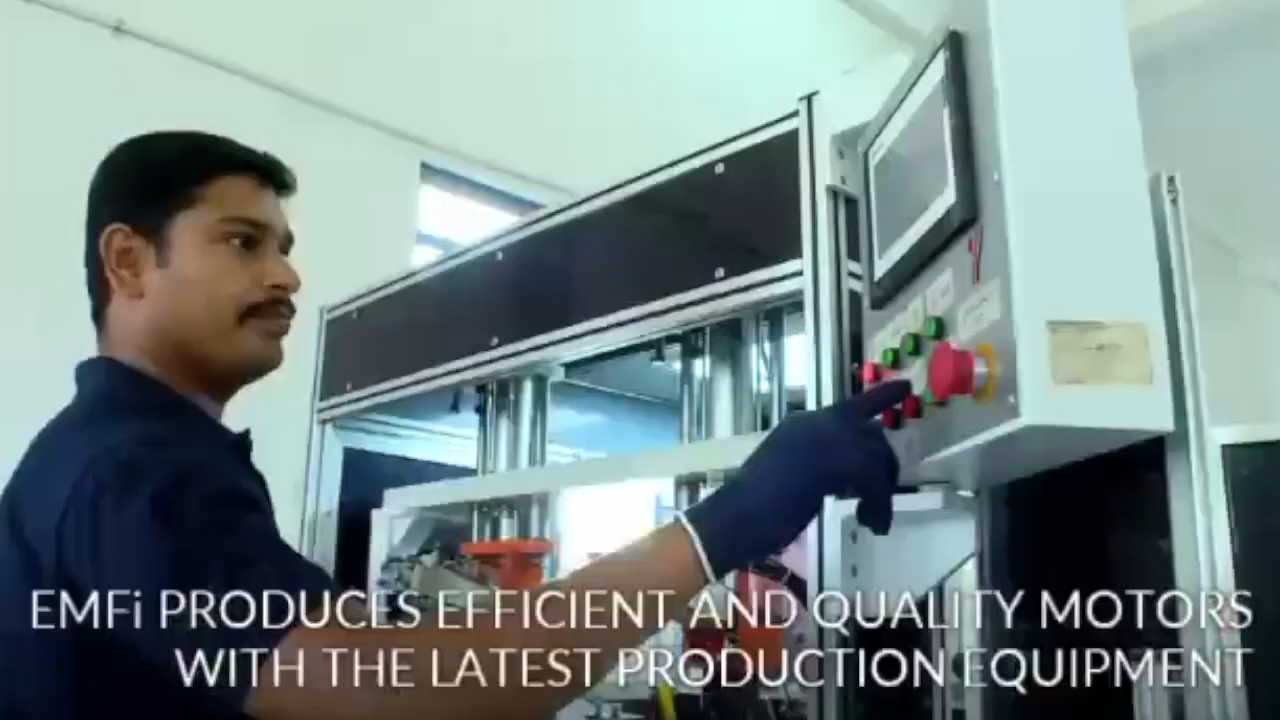 EMFi PRODUCES EFFICIENT AND QUALITY MOTORS
WITH THE LATEST PRODUCTION EQUIPMENT